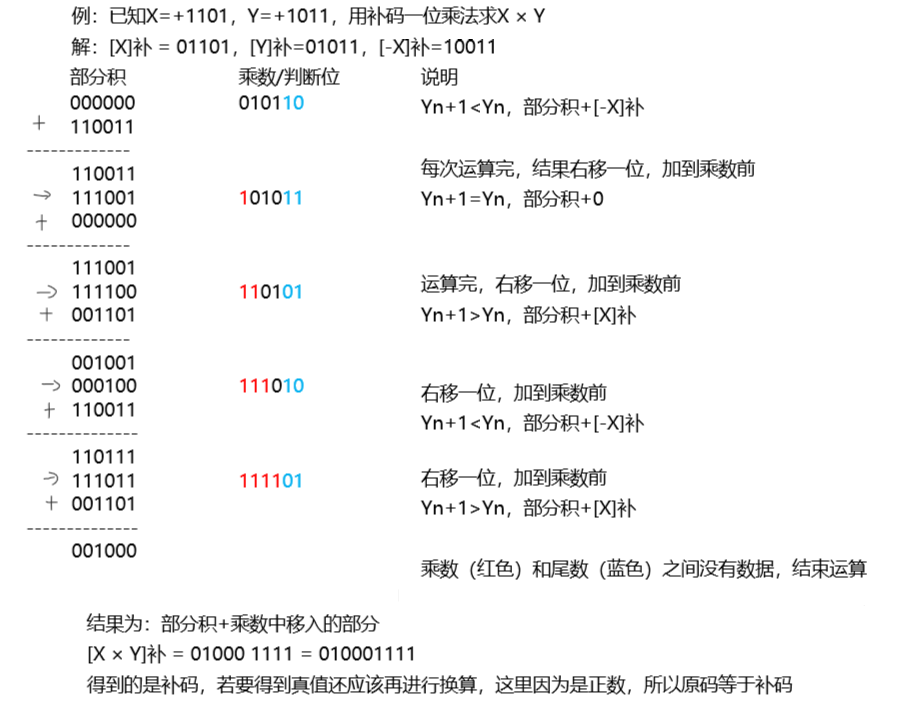 例：已知X=+1101，Y=+1011，用补码一位乘法求X × Y
解：[X]补 = 01101，[Y]补=01011，[-X]补=10011
部分积 乘数/判断位 说明
000000 010110 Yn+1<Yn，部分积+[-X]补
+ 110011
-------------
110011 每次运算完，结果右移一位，加到乘数前
→ 111001 101011 Yn+1=Yn，部分积+0
+ 000000
-------------
111001 运算完，右移一位，加到乘数前
→ 111100 110101 Yn+1>Yn，部分积+[X]补
+ 001101
-------------
001001
→ 000100 111010 右移一位，加到乘数前
+ 110011 Yn+1<Yn，部分积+[-X]补
--------------
110111
→ 111011 111101 右移一位，加到乘数前
+ 001101 Yn+1>Yn，部分积+[X]补
--------------
001000
乘数（红色）和尾数（蓝色）之间没有数据，结束运算
结果为：部分积+乘数中移入的部分
[X × Y]补 = 01000 1111 = 010001111
得到的是补码，若要得到真值还应该再进行换算，这里因为是正数，所以原码等于补码